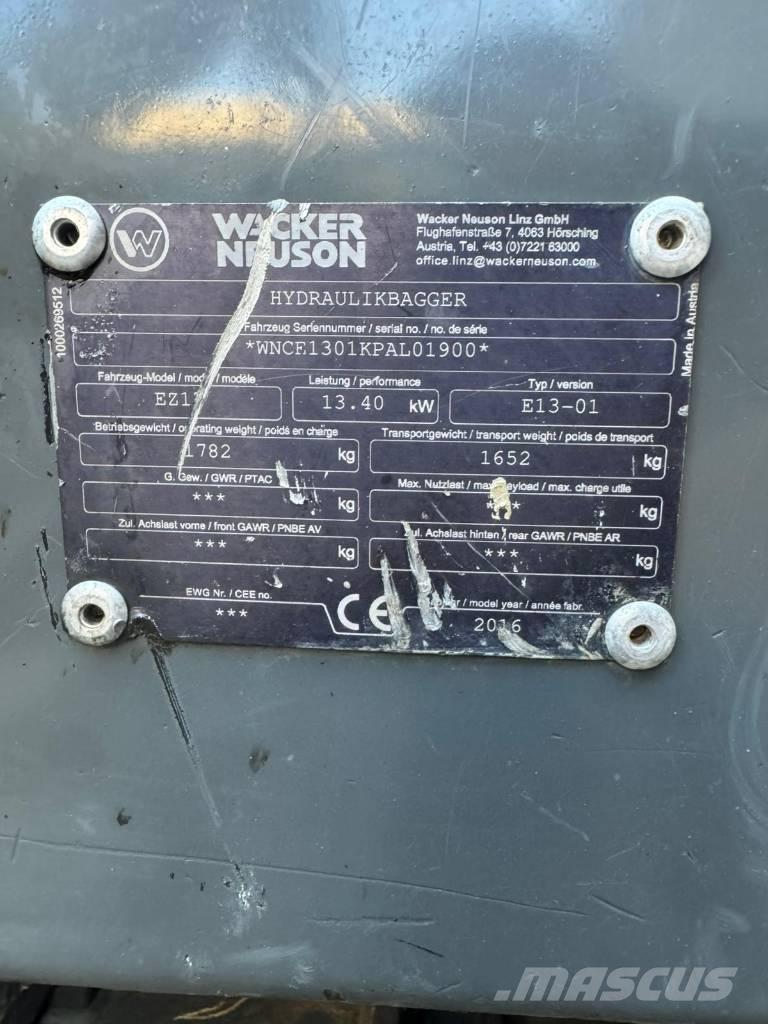 WACKER
NEUSON
Wacker Neuson Linz GmbH
Flughafenstraße 7, 4063 Hörsching
Austria, Tel. +43 (0)7221 63000
office.linz@wackerneuson.com
1000269512
Made in Austria
HYDRAULIKBAGGER
Fahrzeug Seriennummer / serial no. / no. de série
*WNCE1301KPAL01900*
Fahrzeug-Model / model / modèle
Leistung / performance
Typ / version
13.40 kW
E13-01
Betriebsgewicht / operating weight / poids en charge
Transportgewicht / transport weight / poids de transport
1782 kg
1652 kg
G. Gew. / GWR / PTAC
Max. Nutzlast / max. payload / max. charge utile
*** kg
kg
Zul. Achslast vorne / front GAWR / PNBE AV
Zul. Achslast hinten / rear GAWR / PNBE AR
*** kg
*** kg
EWG Nr. / CEE no.
/ model year / année fabr.
***
CE
2016
MASCUS